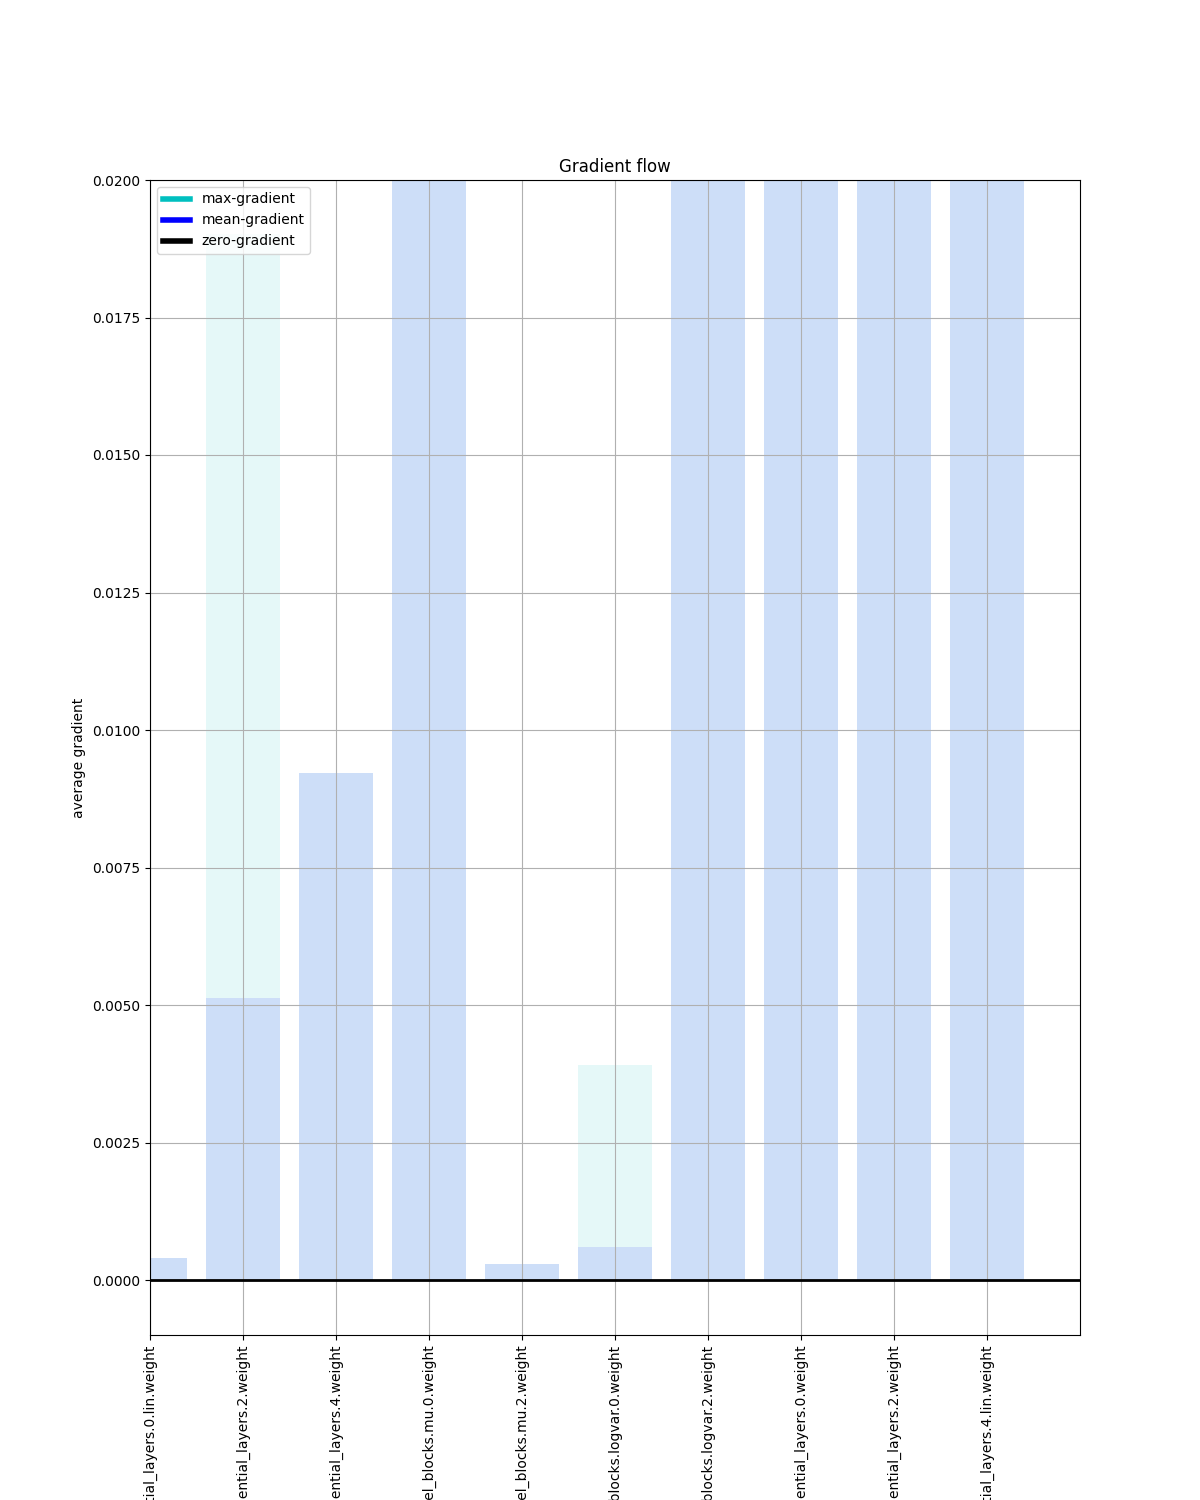 Gradient flow
max-gradient
mean-gradient
zero-gradient
0.0200
0.0175
0.0150
0.0125
0.0100
0.0075
0.0050
0.0025
0.0000
average gradient
tial_layers.0.lin.weight
ential_layers.2.weight
ential_layers.4.weight
el_blocks.mu.0.weight
el_blocks.mu.2.weight
blocks.logvar.0.weight
blocks.logvar.2.weight
ential_layers.0.weight
ential_layers.2.weight
tial_layers.4.lin.weight